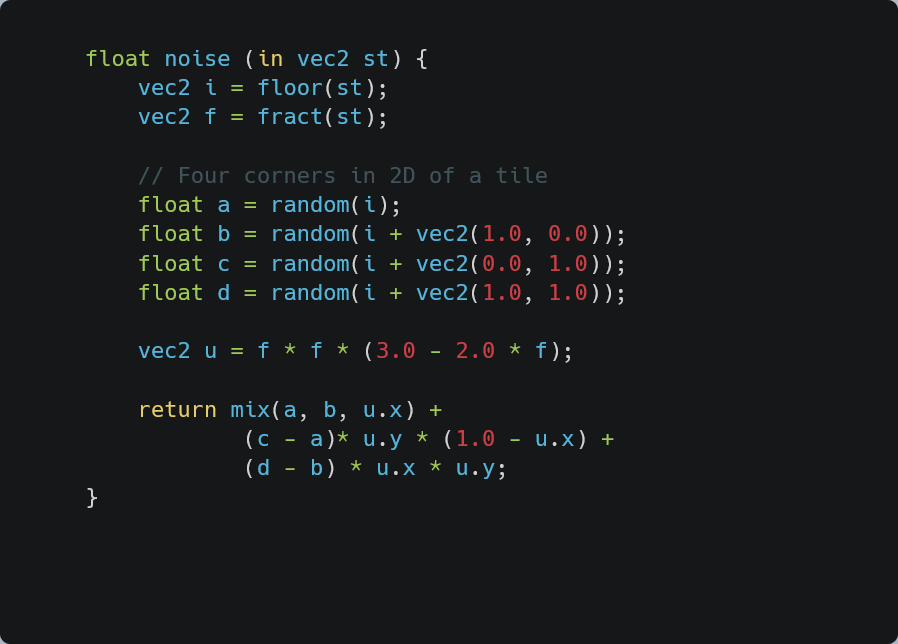 float noise (in vec2 st) {
    vec2 i = floor(st);
    vec2 f = fract(st);

    // Four corners in 2D of a tile
    float a = random(i);
    float b = random(i + vec2(1.0, 0.0));
    float c = random(i + vec2(0.0, 1.0));
    float d = random(i + vec2(1.0, 1.0));

    vec2 u = f * f * (3.0 - 2.0 * f);

    return mix(a, b, u.x) +
            (c - a)* u.y * (1.0 - u.x) +
            (d - b) * u.x * u.y;
}